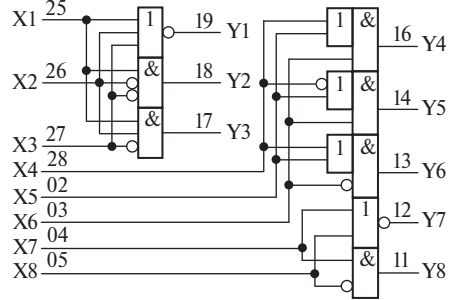 X1 25
X2 26
X3 27
X4 28
X5 02
X6 03
X7 04
X8 05
1 19 Y1
& 18 Y2
& 17 Y3
1 & 16 Y4
1 & 14 Y5
1 & 13 Y6
1 12 Y7
& 11 Y8